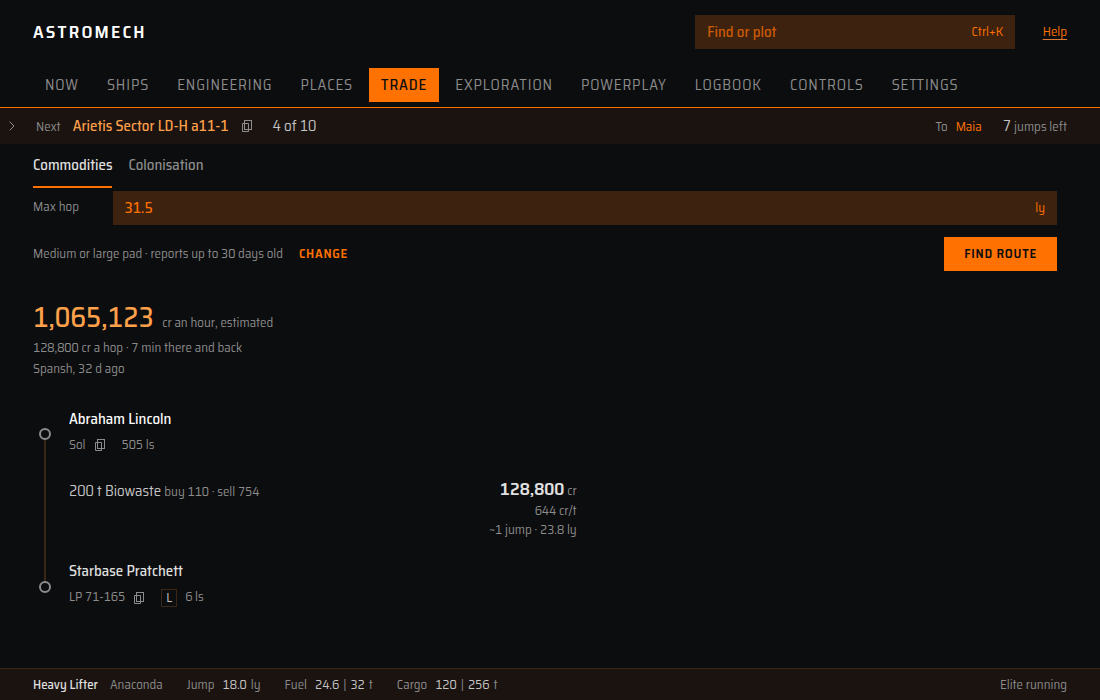 ASTROMECH
Find or plot Ctrl+K Help
NOW SHIPS ENGINEERING PLACES TRADE EXPLORATION POWERPLAY LOGBOOK CONTROLS SETTINGS
Next Arietis Sector LD-H a11-1 4 of 10 To Maia 7 jumps left
Commodities Colonisation
Max hop 31.5 ly
Medium or large pad · reports up to 30 days old CHANGE FIND ROUTE
1,065,123 cr an hour, estimated
128,800 cr a hop · 7 min there and back
Spansh, 32 d ago
Abraham Lincoln
Sol 505 ls
200 t Biowaste buy 110 · sell 754 128,800 cr
644 cr/t
~1 jump · 23.8 ly
Starbase Pratchett
LP 71-165 L 6 ls
Heavy Lifter Anaconda Jump 18.0 ly Fuel 24.6 | 32 t Cargo 120 | 256 t Elite running